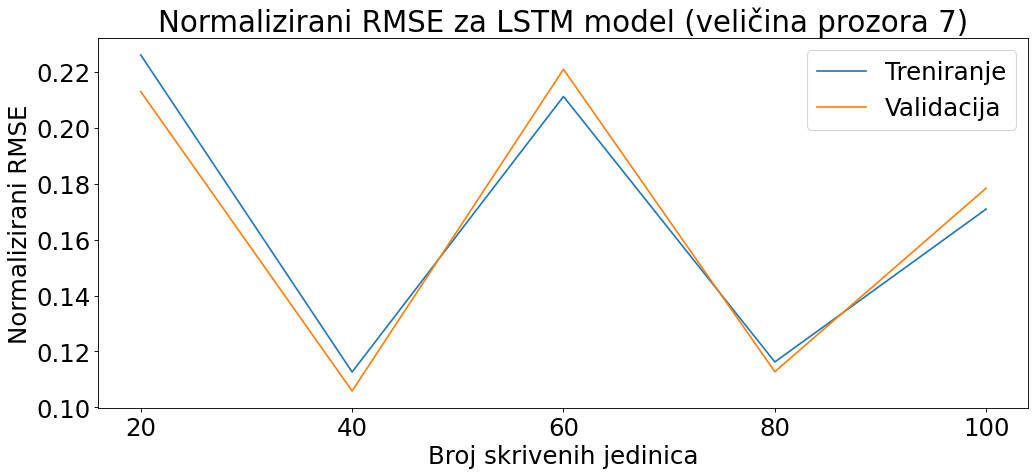 Normalizirani RMSE za LSTM model (veličina prozora 7)
Treniranje
Validacija
Normalizirani RMSE
0.22
0.20
0.18
0.16
0.14
0.12
0.10
20 40 60 80 100
Broj skrivenih jedinica